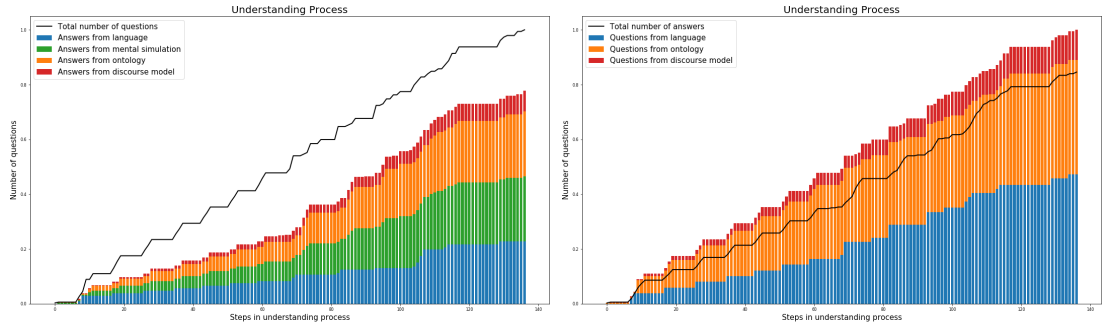 Understanding Process
Total number of questions
Answers from language
Answers from mental simulation
Answers from ontology
Answers from discourse model
Number of questions
1.0
0.8
0.6
0.4
0.2
0.0
0 20 40 60 80 100 120 140
Steps in understanding process
Understanding Process
Total number of answers
Questions from language
Questions from ontology
Questions from discourse model
Number of questions
1.0
0.8
0.6
0.4
0.2
0.0
0 20 40 60 80 100 120 140
Steps in understanding process